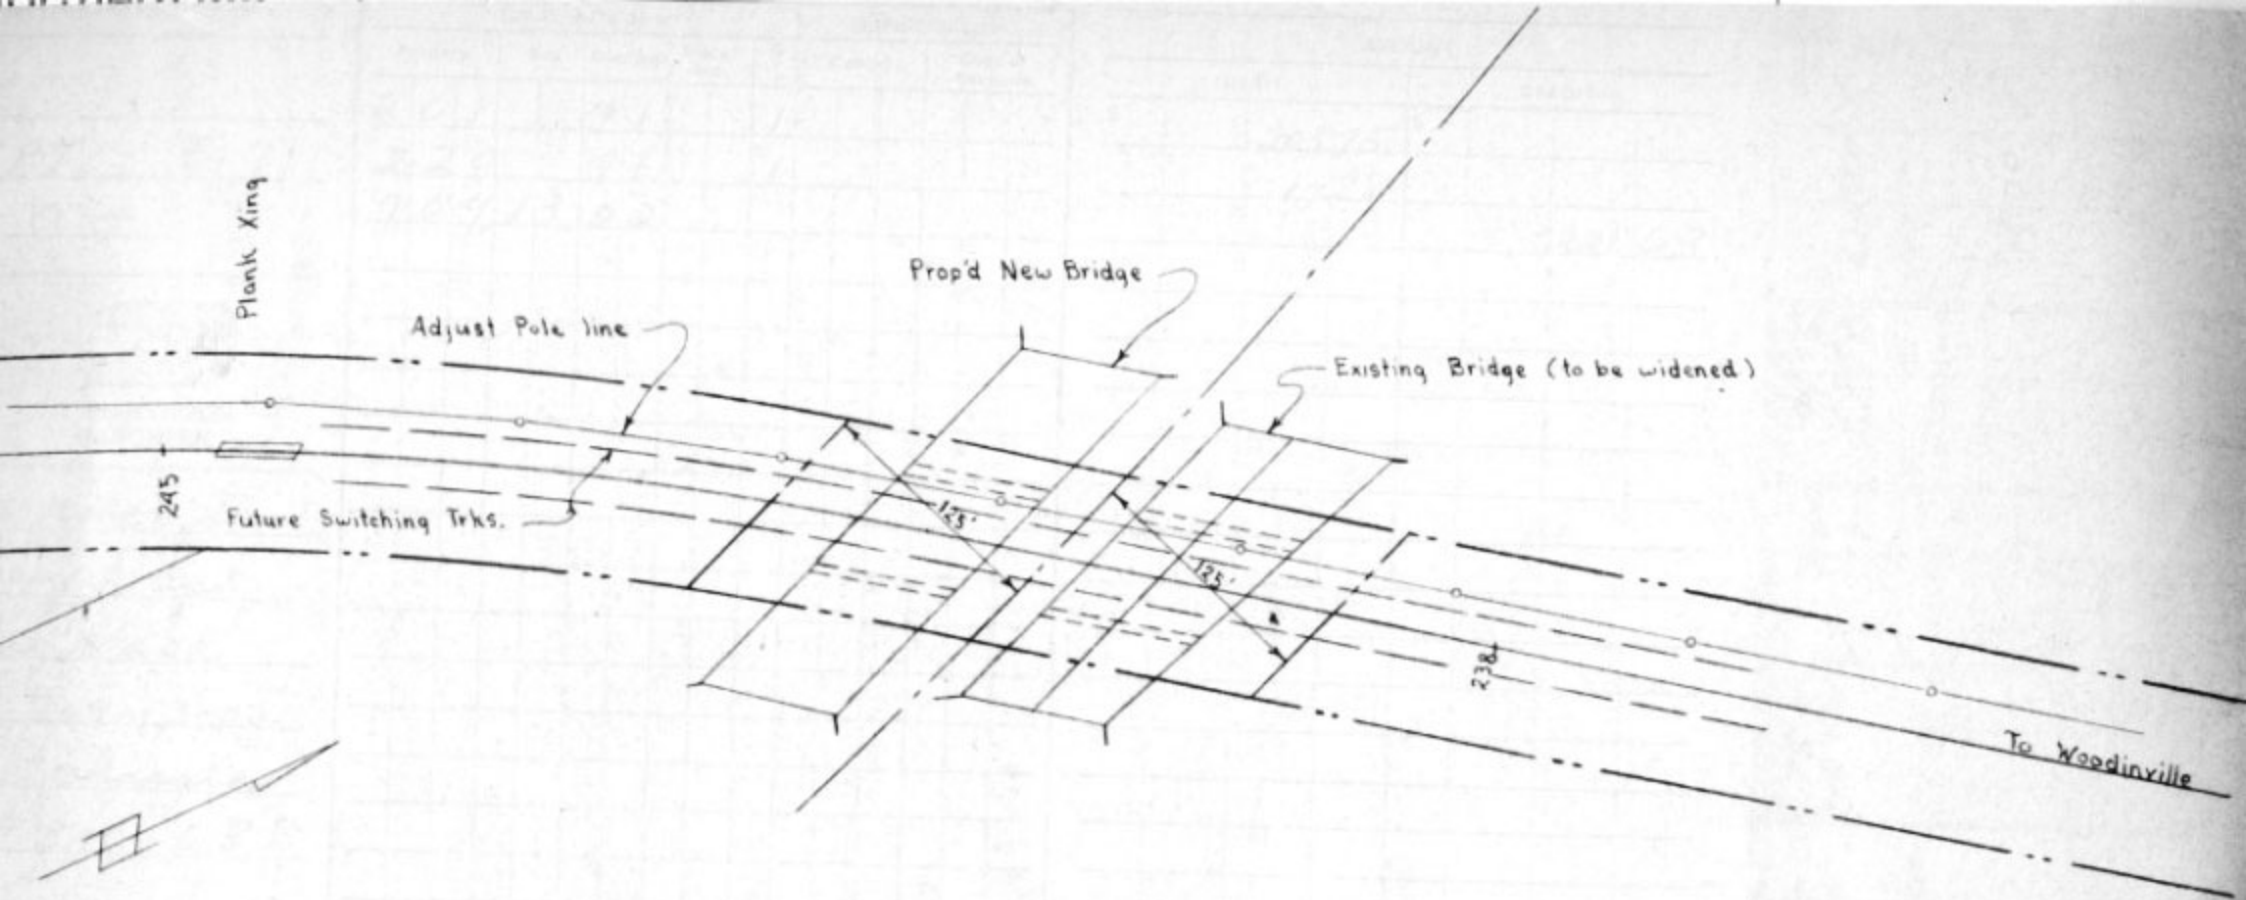 Plank Xing
Prop'd New Bridge
Adjust Pole line
Existing Bridge (to be widened)
245
Future Switching Trks.
125'
125'
238
To Woodinville